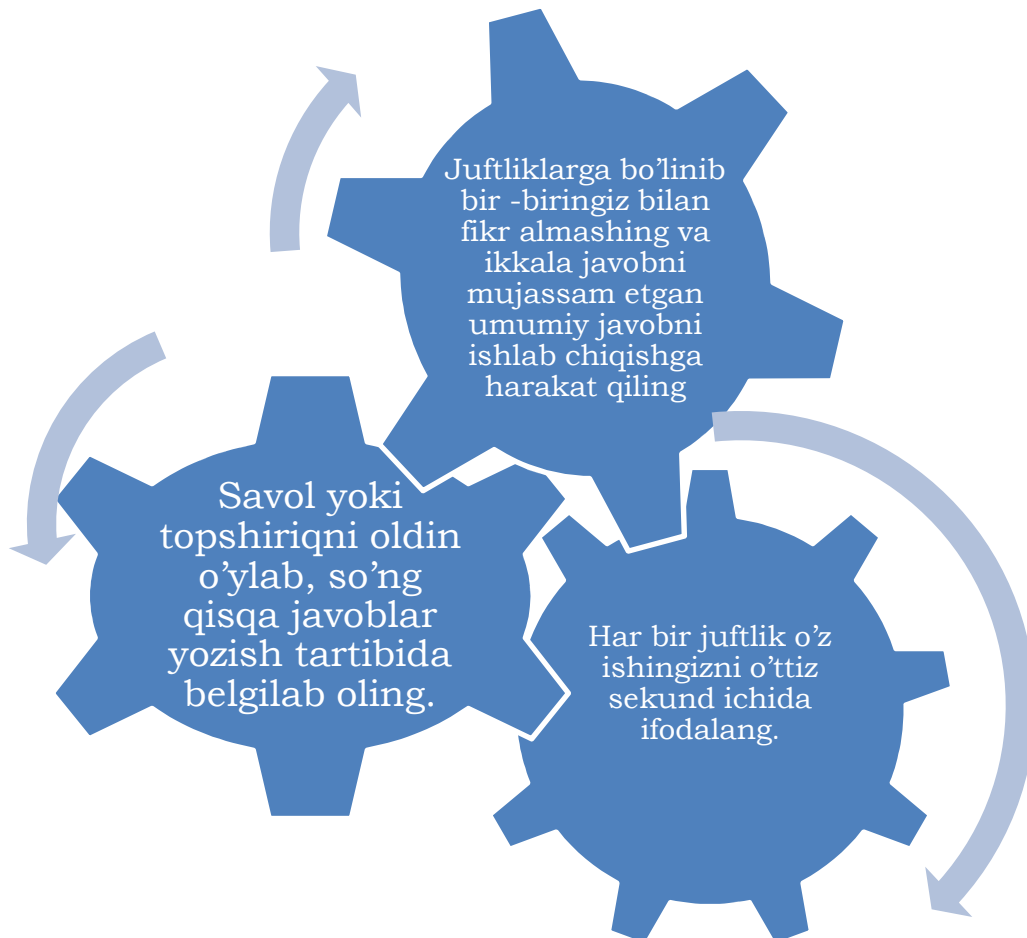 Juftliklarga bo’linib
bir -biringiz bilan
fikr almashing va
ikkala javobni
mujassam etgan
umumiy javobni
ishlab chiqishga
harakat qiling
Savol yoki
topshiriqni oldin
o’ylab, so’ng
qisqa javoblar
yozish tartibida
belgilab oling.
Har bir juftlik o’z
ishingizni o’ttiz
sekund ichida
ifodalang.